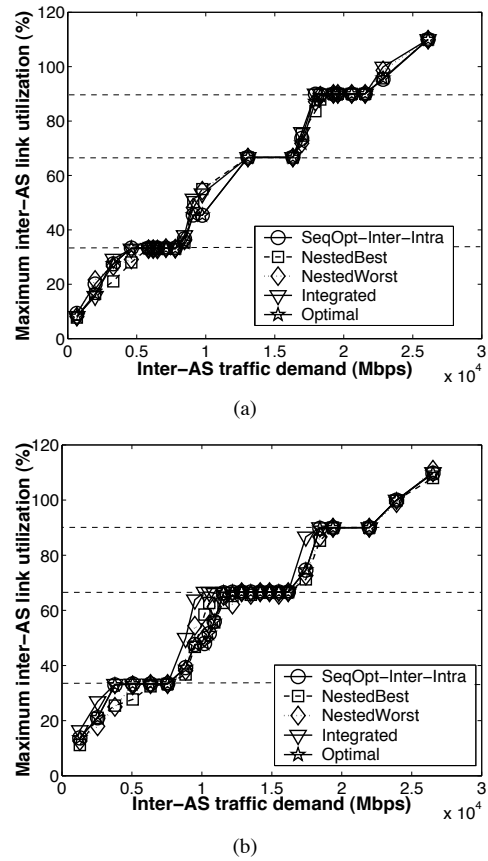 120
100
80
60
40
20
0
Maximum inter-AS link utilization (%)
SeqOpt-Inter-Intra
NestedBest
NestedWorst
Integrated
Optimal
0 0.5 1 1.5 2 2.5 3
Inter-AS traffic demand (Mbps)
x 10^4
(a)
120
100
80
60
40
20
0
Maximum inter-AS link utilization (%)
SeqOpt-Inter-Intra
NestedBest
NestedWorst
Integrated
Optimal
0 0.5 1 1.5 2 2.5 3
Inter-AS traffic demand (Mbps)
x 10^4
(b)